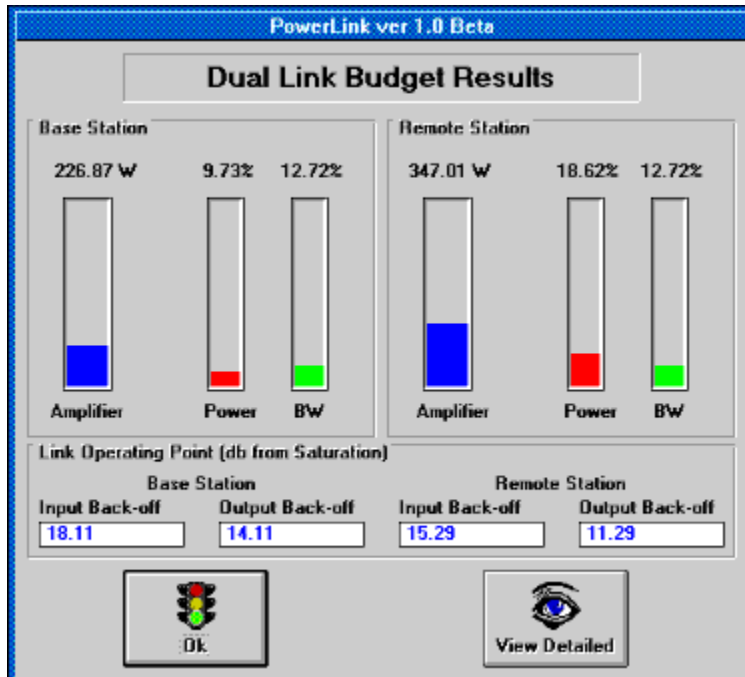 PowerLink ver 1.0 Beta
Dual Link Budget Results
Base Station
226.87 W 9.73% 12.72%
Amplifier Power BW
Remote Station
347.01 W 18.62% 12.72%
Amplifier Power BW
Link Operating Point (db from Saturation)
Base Station Remote Station
Input Back-off Output Back-off Input Back-off Output Back-off
18.11 14.11 15.29 11.29
Ok View Detailed